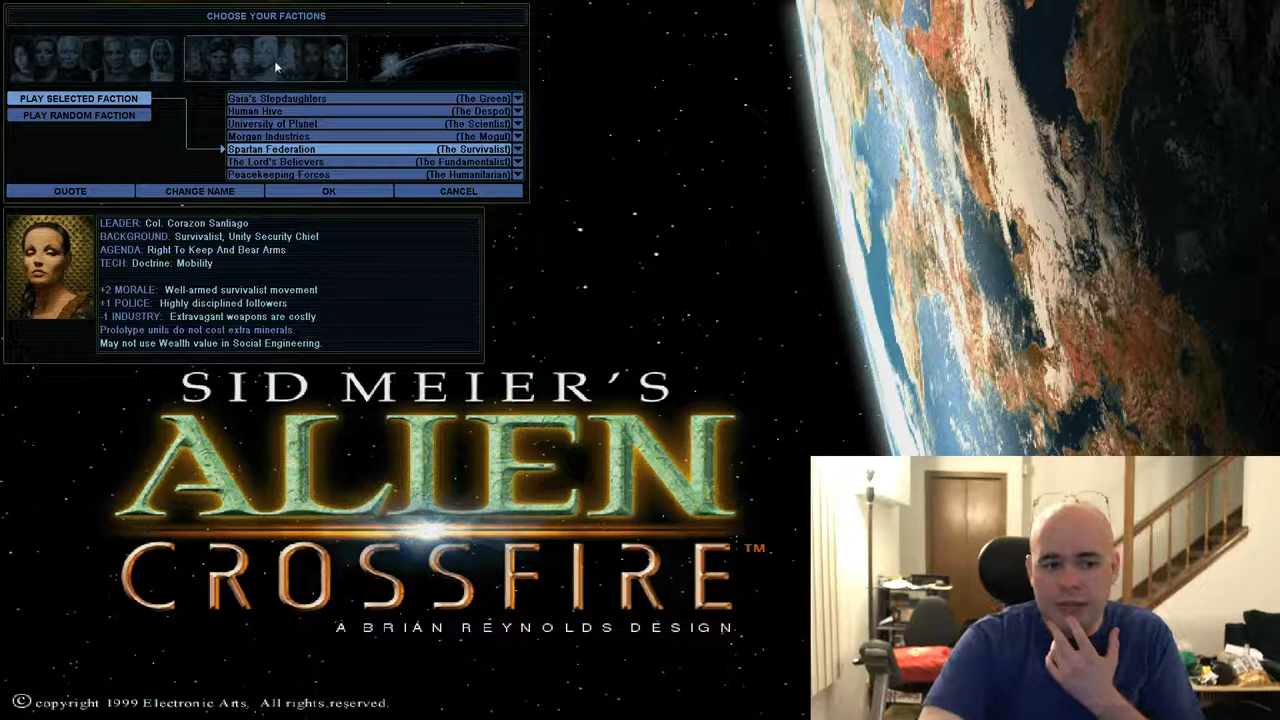 CHOOSE YOUR FACTIONS
PLAY SELECTED FACTION
PLAY RANDOM FACTION
Gaia's Stepdaughters (The Green)
Human Hive (The Despot)
University of Planet (The Scientist)
Morgan Industries (The Mogul)
Spartan Federation (The Survivalist)
The Lord's Believers (The Fundamentalist)
Peacekeeping Forces (The Humanitarian)
QUOTE CHANGE NAME OK CANCEL
LEADER: Col. Corazon Santiago
BACKGROUND: Survivalist, Unity Security Chief
AGENDA: Right To Keep And Bear Arms
TECH: Doctrine: Mobility
+2 MORALE: Well-armed survivalist movement
+1 POLICE: Highly disciplined followers
-1 INDUSTRY: Extravagant weapons are costly
Prototype units do not cost extra minerals.
May not use Wealth value in Social Engineering.
SID MEIER'S
ALIEN
CROSSFIRE™
A BRIAN REYNOLDS DESIGN
© copyright 1999 Electronic Arts, All rights reserved.